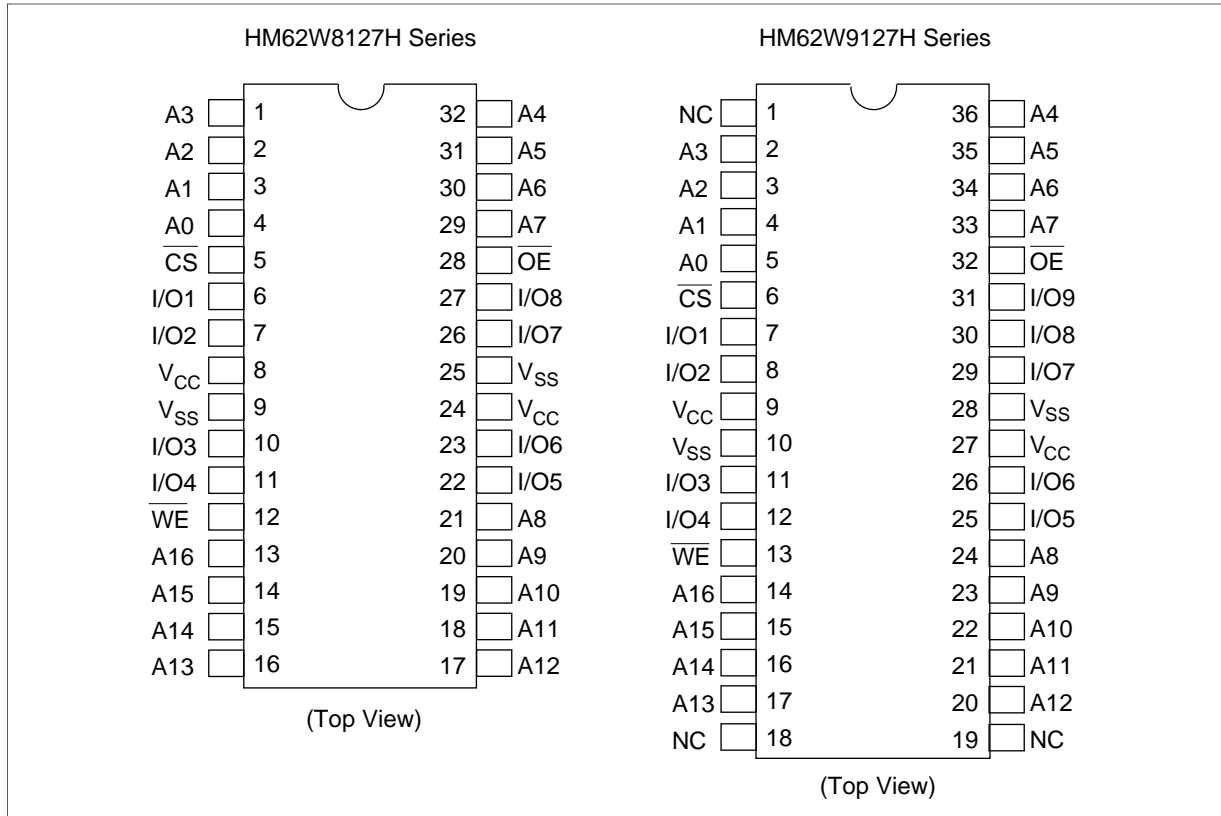 HM62W8127H Series
A3 1 32 A4
A2 2 31 A5
A1 3 30 A6
A0 4 29 A7
C̅S̅ 5 28 O̅E̅
I/O1 6 27 I/O8
I/O2 7 26 I/O7
VCC 8 25 VSS
VSS 9 24 VCC
I/O3 10 23 I/O6
I/O4 11 22 I/O5
W̅E̅ 12 21 A8
A16 13 20 A9
A15 14 19 A10
A14 15 18 A11
A13 16 17 A12
(Top View)
HM62W9127H Series
NC 1 36 A4
A3 2 35 A5
A2 3 34 A6
A1 4 33 A7
A0 5 32 O̅E̅
C̅S̅ 6 31 I/O9
I/O1 7 30 I/O8
I/O2 8 29 I/O7
VCC 9 28 VSS
VSS 10 27 VCC
I/O3 11 26 I/O6
I/O4 12 25 I/O5
W̅E̅ 13 24 A8
A16 14 23 A9
A15 15 22 A10
A14 16 21 A11
A13 17 20 A12
NC 18 19 NC
(Top View)